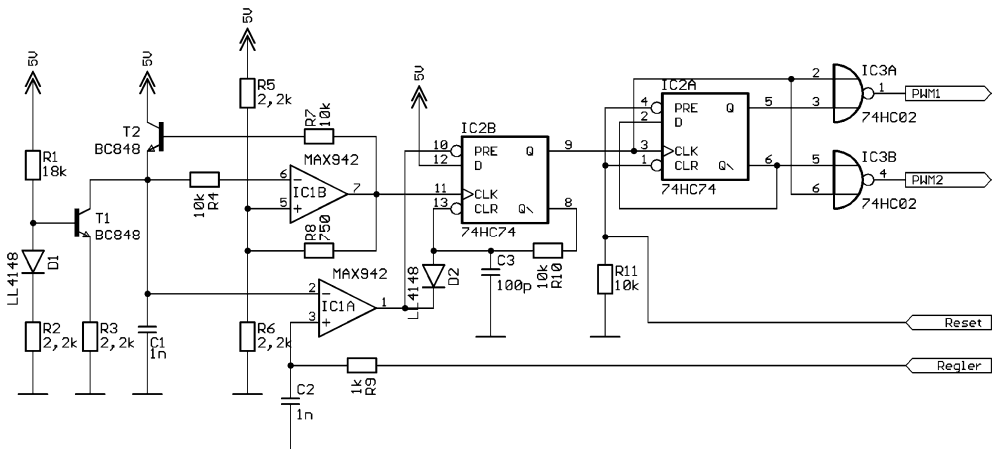 5V
5V
5V
5V
R5
2,2k
R7
10k
T2
BC848
MAX942
R1
18k
6
IC1B
7
5
10k
R4
T1
BC848
R8
750
LL4148
D1
MAX942
2
IC1A
1
3
R2
2,2k
R3
2,2k
C1
1n
R6
2,2k
1k
R9
C2
1n
IC2B
10
PRE
Q
9
12
D
11
CLK
13
CLR
Q\
8
74HC74
LL4148
D2
C3
100p
10k
R10
IC2A
4
PRE
Q
5
2
D
3
CLK
1
CLR
Q\
6
74HC74
R11
10k
2
IC3A
1
PWM1
3
74HC02
5
IC3B
4
PWM2
6
74HC02
Reset
Regler